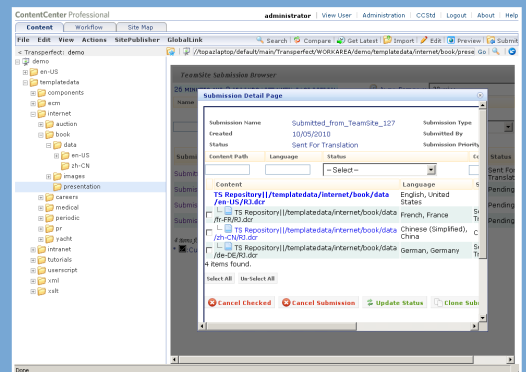 ContentCenter Professional
administrator | View User | Administration | CCStd | Logout | About | Help
Content Workflow Site Map
File Edit View Actions SitePublisher GlobalLink Search Compare Get Latest Import Edit Preview Submit
< Transperfect: demo
//topazlaptop/default/main/Transperfect/WORKAREA/demo/templatedata/internet/book/prese Go
demo
en-US
templatedata
components
ecm
internet
auction
book
data
en-US
zh-CN
images
presentation
careers
medical
periodic
pr
yacht
intranet
tutorials
userscript
xml
xslt
TeamSite Submission Browser
Name
Status
Pending
Pending
Pending
Submission Detail Page
Submission Name Submitted_from_TeamSite_127 Submission Type
Created 10/05/2010 Submitted By
Status Sent For Translation Submission Priority
Content Path Language Status
-- Select --
Content Language
TS Repository||/templatedata/internet/book/data
/en-US/RJ.dcr
English, United
States
TS Repository||/templatedata/internet/book/data
/fr-FR/RJ.dcr
French, France
TS Repository||/templatedata/internet/book/data
/zh-CN/RJ.dcr
Chinese (Simplified),
China
TS Repository||/templatedata/internet/book/data
/de-DE/RJ.dcr
German, Germany
4 items found.
Select All Un-Select All
Cancel Checked Cancel Submission Update Status Clone Subm
Done